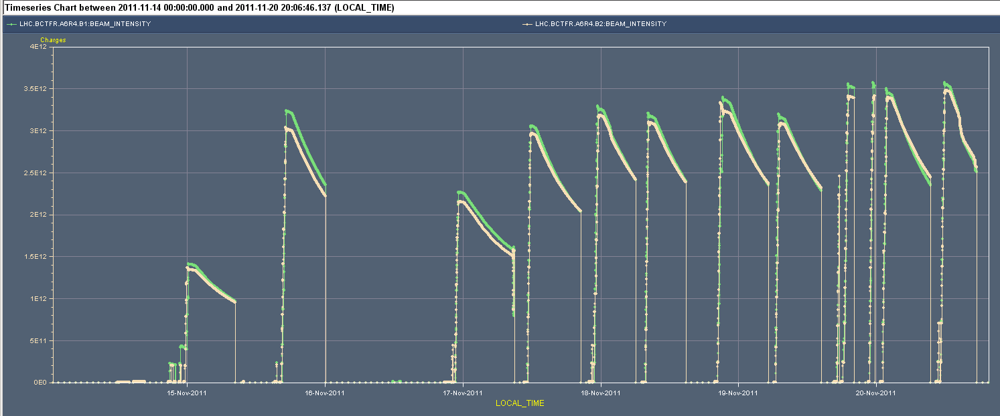 Timeseries Chart between 2011-11-14 00:00:00.000 and 2011-11-20 20:06:46.137 (LOCAL_TIME)
LHC.BCTFR.A6R4.B1:BEAM_INTENSITY LHC.BCTFR.A6R4.B2:BEAM_INTENSITY
Charges
4E12
3.5E12
3E12
2.5E12
2E12
1.5E12
1E12
5E11
0E0
15-Nov-2011 16-Nov-2011 17-Nov-2011 18-Nov-2011 19-Nov-2011 20-Nov-2011
LOCAL_TIME